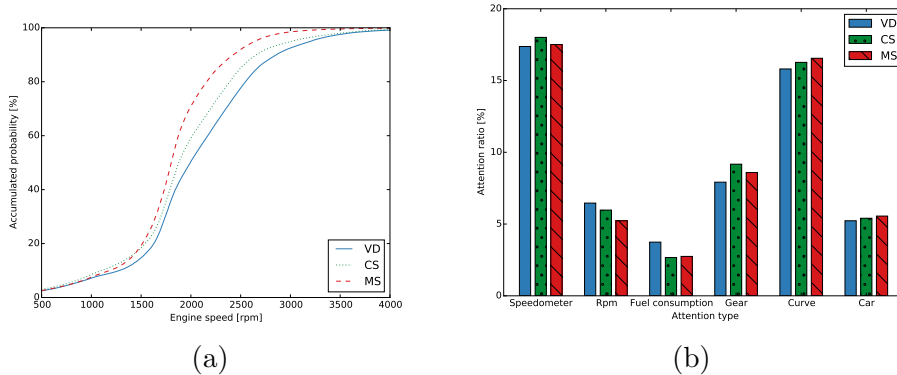 100
80
60
40
20
0
Accumulated probability [%]
500 1000 1500 2000 2500 3000 3500 4000
Engine speed [rpm]
VD
CS
MS
(a)
20
15
10
5
0
Attention ratio [%]
Speedometer Rpm Fuel consumption Gear Curve Car
Attention type
VD
CS
MS
(b)